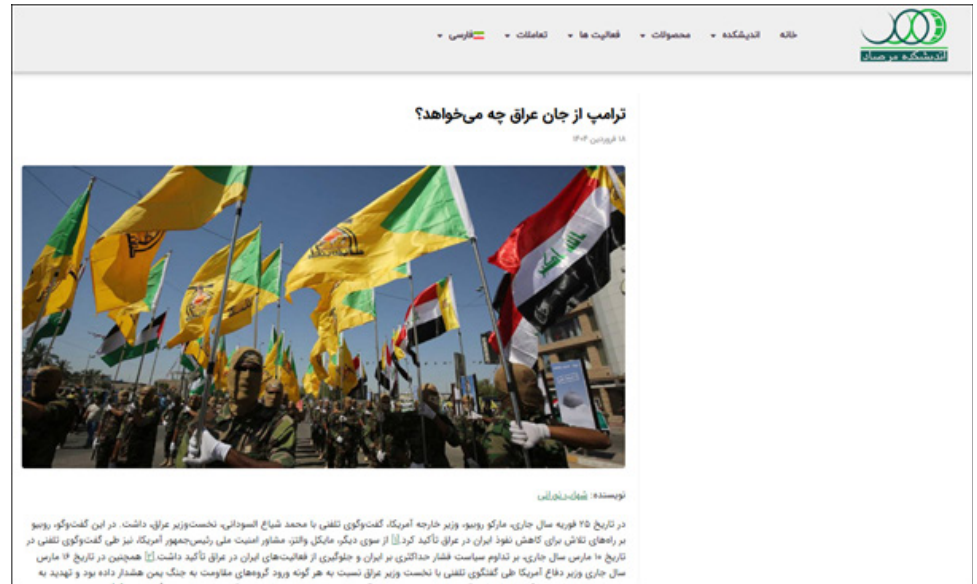 خانه اندیشکده محصولات فعالیت ها تعاملات فارسی
اندیشکده مرصاد
ترامپ از جان عراق چه می‌خواهد؟
۱۸ فروردین ۱۴۰۴
نویسنده: شهاب نورانی
در تاریخ ۲۵ فوریه سال جاری، مارکو روبیو، وزیر خارجه آمریکا، گفت‌وگوی تلفنی با محمد شیاع السودانی، نخست‌وزیر عراق، داشت. در این گفت‌وگو، روبیو
بر راه‌های تلاش برای کاهش نفوذ ایران در عراق تأکید کرد.[۱] از سوی دیگر، مایکل والتز، مشاور امنیت ملی رئیس‌جمهور آمریکا، نیز طی گفت‌وگوی تلفنی در
تاریخ ۱۰ مارس سال جاری، بر تداوم سیاست فشار حداکثری بر ایران و جلوگیری از فعالیت‌های ایران در عراق تأکید داشت.[۲] همچنین در تاریخ ۱۶ مارس
سال جاری وزیر دفاع آمریکا طی گفتگوی تلفنی با نخست وزیر عراق نسبت به هر گونه ورود گروه‌های مقاومت به جنگ یمن هشدار داده بود و تهدید به